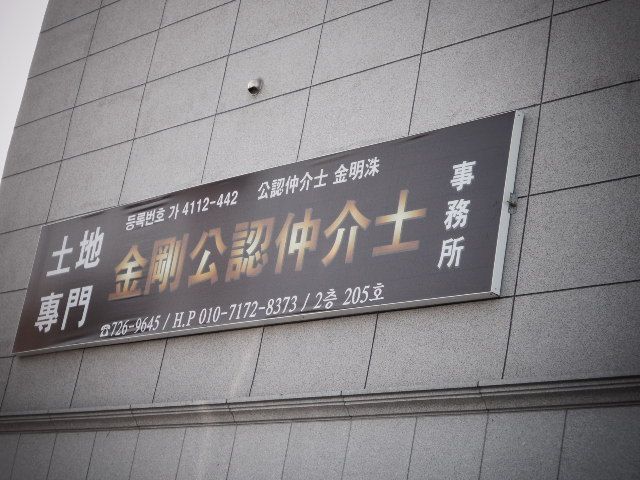 土地
專門
등록번호 가 4112-442
公認仲介士 金明洙
金剛公認仲介士
事務所
☎726-9645 / H.P 010-7172-8373 / 2층 205호